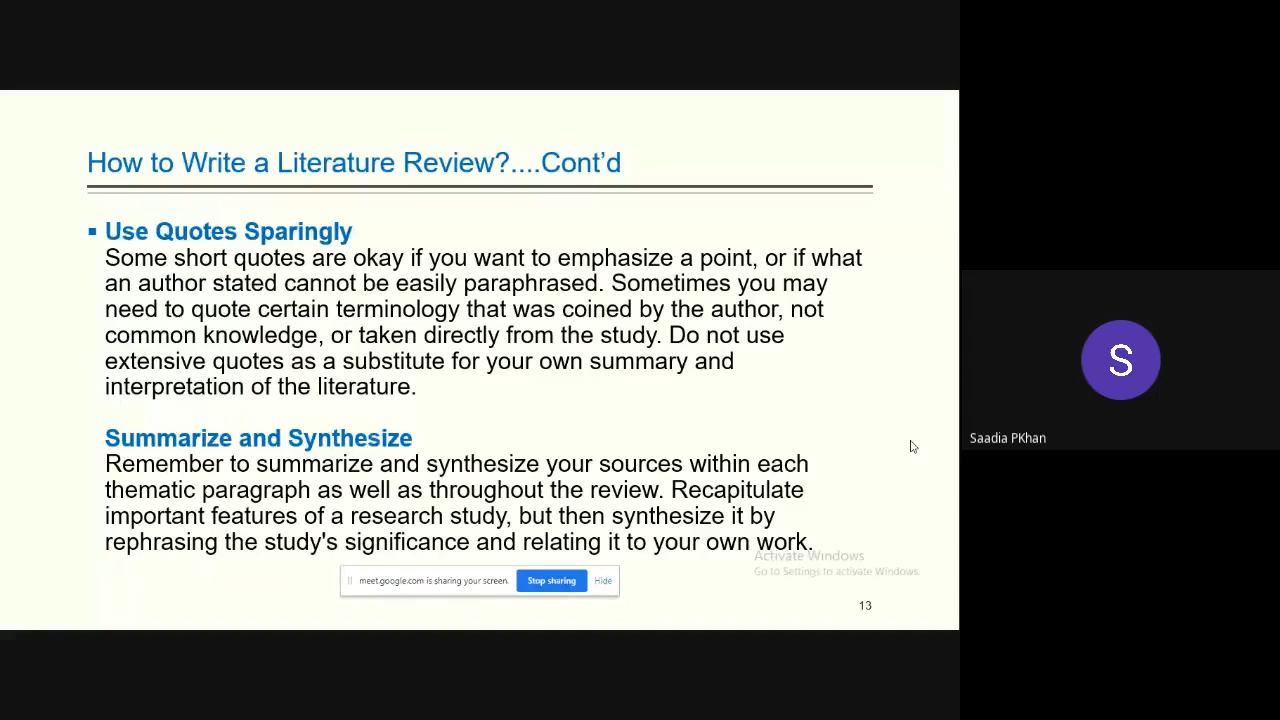 How to Write a Literature Review?....Cont’d
Use Quotes Sparingly
Some short quotes are okay if you want to emphasize a point, or if what
an author stated cannot be easily paraphrased. Sometimes you may
need to quote certain terminology that was coined by the author, not
common knowledge, or taken directly from the study. Do not use
extensive quotes as a substitute for your own summary and
interpretation of the literature.
Summarize and Synthesize
Remember to summarize and synthesize your sources within each
thematic paragraph as well as throughout the review. Recapitulate
important features of a research study, but then synthesize it by
rephrasing the study's significance and relating it to your own work.
Activate Windows
Go to Settings to activate Windows.
meet.google.com is sharing your screen.
Stop sharing
Hide
13
S
Saadia PKhan